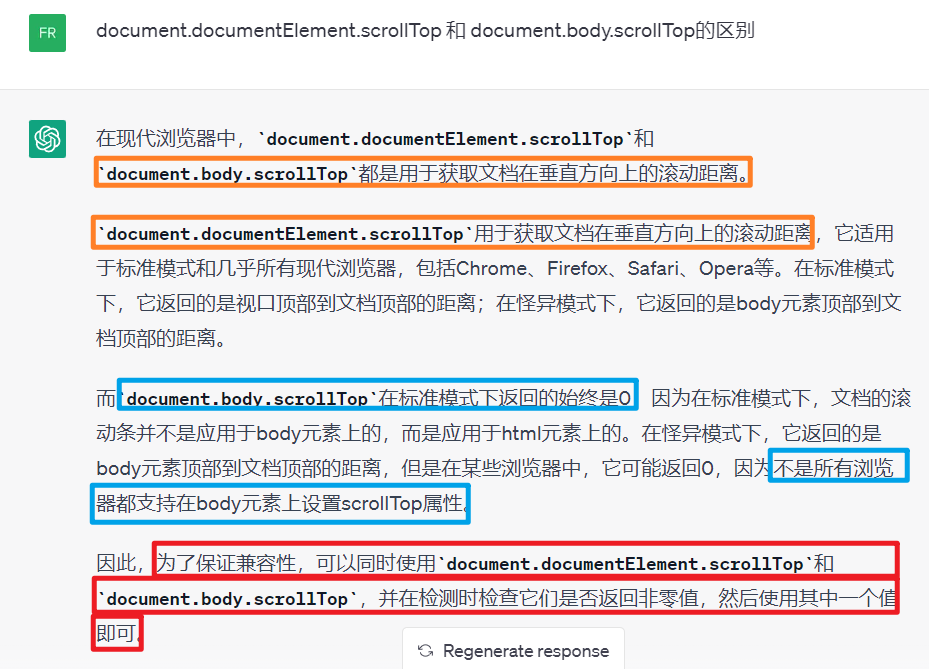 FR
document.documentElement.scrollTop 和 document.body.scrollTop的区别
在现代浏览器中，`document.documentElement.scrollTop`和
`document.body.scrollTop`都是用于获取文档在垂直方向上的滚动距离。
`document.documentElement.scrollTop`用于获取文档在垂直方向上的滚动距离，它适用
于标准模式和几乎所有现代浏览器，包括Chrome、Firefox、Safari、Opera等。在标准模式
下，它返回的是视口顶部到文档顶部的距离；在怪异模式下，它返回的是body元素顶部到文
档顶部的距离。
而`document.body.scrollTop`在标准模式下返回的始终是0，因为在标准模式下，文档的滚
动条并不是应用于body元素上的，而是应用于html元素上的。在怪异模式下，它返回的是
body元素顶部到文档顶部的距离，但是在某些浏览器中，它可能返回0，因为不是所有浏览
器都支持在body元素上设置scrollTop属性。
因此，为了保证兼容性，可以同时使用`document.documentElement.scrollTop`和
`document.body.scrollTop`，并在检测时检查它们是否返回非零值，然后使用其中一个值
即可。
Regenerate response